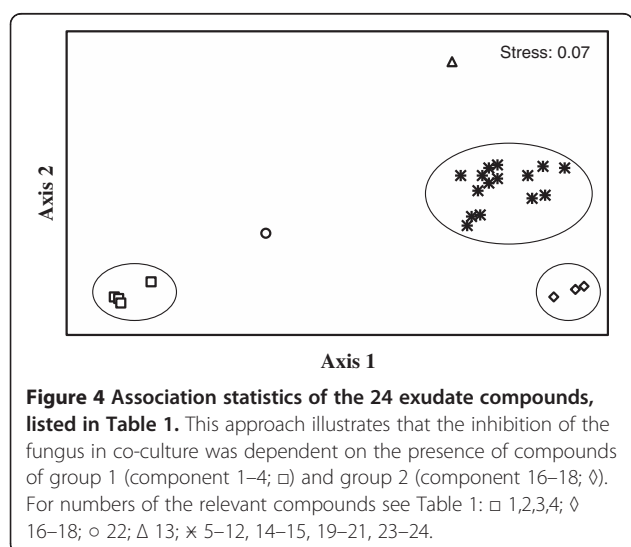 Stress: 0.07
Axis 2
Axis 1
Figure 4 Association statistics of the 24 exudate compounds,
listed in Table 1. This approach illustrates that the inhibition of the
fungus in co-culture was dependent on the presence of compounds
of group 1 (component 1–4; □) and group 2 (component 16–18; ◊).
For numbers of the relevant compounds see Table 1: □ 1,2,3,4; ◊
16–18; ○ 22; Δ 13; ⚹ 5–12, 14–15, 19–21, 23–24.